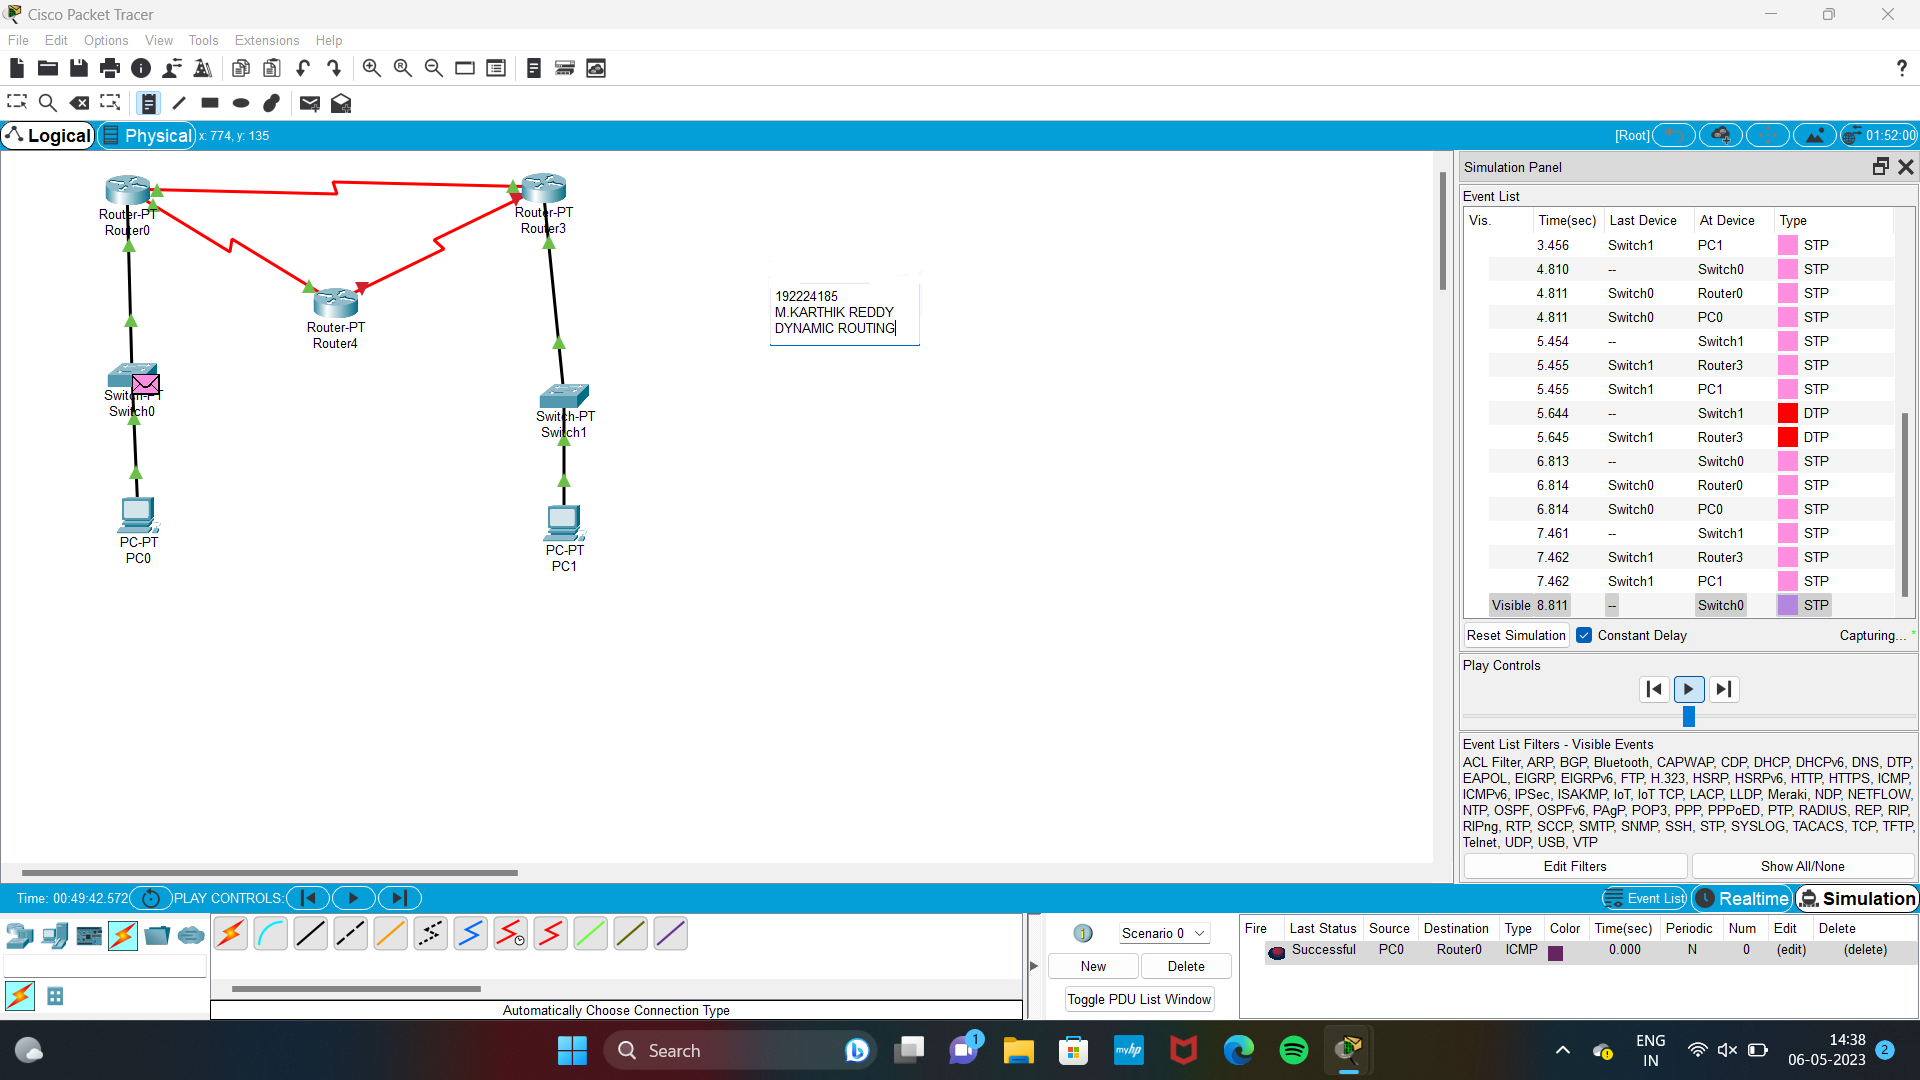 Cisco Packet Tracer
File Edit Options View Tools Extensions Help
Logical Physical x: 774, y: 135 [Root] 01:52:00
Router-PT
Router0
Router-PT
Router3
Router-PT
Router4
192224185
M.KARTHIK REDDY
DYNAMIC ROUTING
Switch-PT
Switch0
Switch-PT
Switch1
PC-PT
PC0
PC-PT
PC1
Simulation Panel
Event List
Vis. Time(sec) Last Device At Device Type
3.456 Switch1 PC1 STP
4.810 -- Switch0 STP
4.811 Switch0 Router0 STP
4.811 Switch0 PC0 STP
5.454 -- Switch1 STP
5.455 Switch1 Router3 STP
5.455 Switch1 PC1 STP
5.644 -- Switch1 DTP
5.645 Switch1 Router3 DTP
6.813 -- Switch0 STP
6.814 Switch0 Router0 STP
6.814 Switch0 PC0 STP
7.461 -- Switch1 STP
7.462 Switch1 Router3 STP
7.462 Switch1 PC1 STP
Visible 8.811 -- Switch0 STP
Reset Simulation Constant Delay Capturing...
Play Controls
Event List Filters - Visible Events
ACL Filter, ARP, BGP, Bluetooth, CAPWAP, CDP, DHCP, DHCPv6, DNS, DTP,
EAPOL, EIGRP, EIGRPv6, FTP, H.323, HSRP, HSRPv6, HTTP, HTTPS, ICMP,
ICMPv6, IPSec, ISAKMP, IoT, IoT TCP, LACP, LLDP, Meraki, NDP, NETFLOW,
NTP, OSPF, OSPFv6, PAgP, POP3, PPP, PPPoED, PTP, RADIUS, REP, RIP,
RIPng, RTP, SCCP, SMTP, SNMP, SSH, STP, SYSLOG, TACACS, TCP, TFTP,
Telnet, UDP, USB, VTP
Edit Filters Show All/None
Time: 00:49:42.572 PLAY CONTROLS: Event List Realtime Simulation
Automatically Choose Connection Type
Scenario 0
New Delete
Toggle PDU List Window
Fire Last Status Source Destination Type Color Time(sec) Periodic Num Edit Delete
Successful PC0 Router0 ICMP 0.000 N 0 (edit) (delete)
Search
1
myhp
ENG
IN
14:38
06-05-2023
2